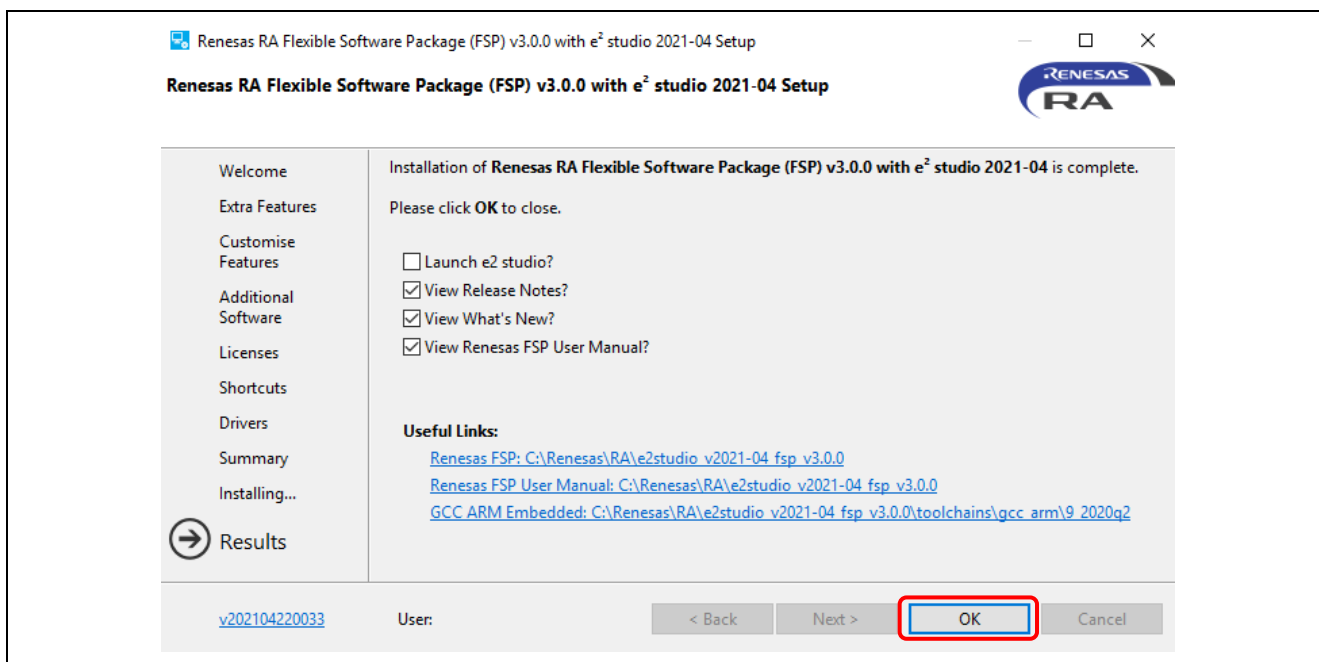 Renesas RA Flexible Software Package (FSP) v3.0.0 with e² studio 2021-04 Setup
Renesas RA Flexible Software Package (FSP) v3.0.0 with e² studio 2021-04 Setup
RENESAS
RA
Welcome
Extra Features
Customise
Features
Additional
Software
Licenses
Shortcuts
Drivers
Summary
Installing...
Results
Installation of Renesas RA Flexible Software Package (FSP) v3.0.0 with e² studio 2021-04 is complete.
Please click OK to close.
Launch e2 studio?
View Release Notes?
View What's New?
View Renesas FSP User Manual?
Useful Links:
Renesas FSP: C:\Renesas\RA\e2studio_v2021-04_fsp_v3.0.0
Renesas FSP User Manual: C:\Renesas\RA\e2studio_v2021-04_fsp_v3.0.0
GCC ARM Embedded: C:\Renesas\RA\e2studio_v2021-04_fsp_v3.0.0\toolchains\gcc_arm\9_2020q2
v202104220033 User: < Back Next > OK Cancel